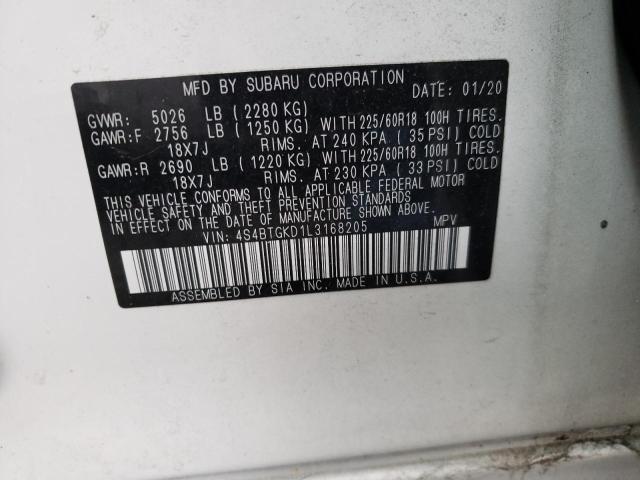 MFD BY SUBARU CORPORATION DATE: 01/20
GVWR: 5026 LB (2280 KG)
GAWR:F 2756 LB (1250 KG) WITH 225/60R18 100H TIRES.
18X7J RIMS. AT 240 KPA (35 PSI) COLD
GAWR:R 2690 LB (1220 KG) WITH 225/60R18 100H TIRES.
18X7J RIMS. AT 230 KPA (33 PSI) COLD
THIS VEHICLE CONFORMS TO ALL APPLICABLE FEDERAL MOTOR
VEHICLE SAFETY AND THEFT PREVENTION STANDARDS
IN EFFECT ON THE DATE OF MANUFACTURE SHOWN ABOVE.
VIN: 4S4BTGKD1L3168205 MPV
ASSEMBLED BY SIA INC. MADE IN U.S.A.